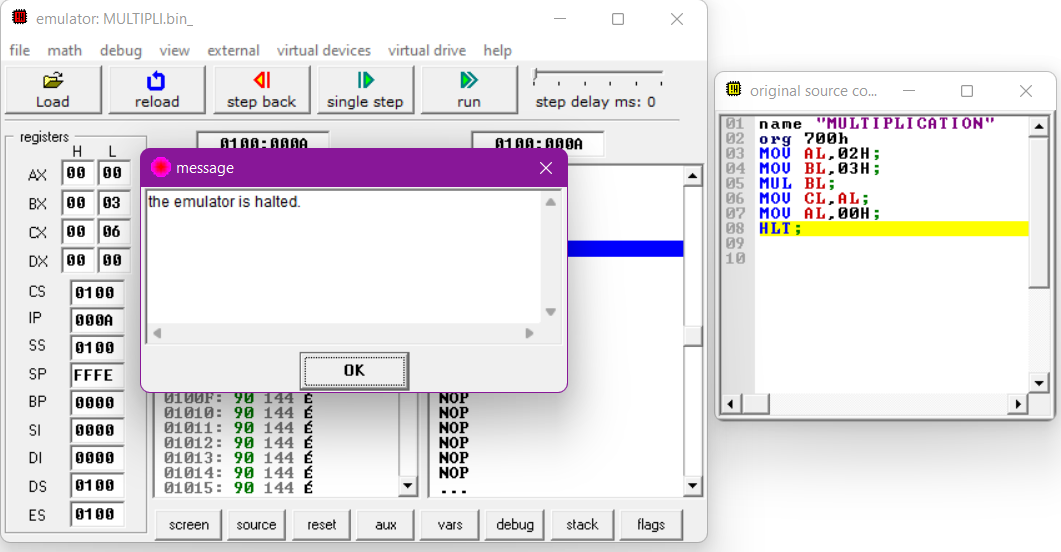 emulator: MULTIPLI.bin_
file math debug view external virtual devices virtual drive help
Load reload step back single step run step delay ms: 0
registers
H L
0100:000A 0100:000A
AX 00 00
BX 00 03
CX 00 06
DX 00 00
CS 0100
IP 000A
SS 0100
SP FFFE
BP 0000
SI 0000
DI 0000
DS 0100
ES 0100
message
the emulator is halted.
OK
0100F: 90 144 É NOP
01010: 90 144 É NOP
01011: 90 144 É NOP
01012: 90 144 É NOP
01013: 90 144 É NOP
01014: 90 144 É NOP
01015: 90 144 É ...
screen source reset aux vars debug stack flags
original source co...
01 name "MULTIPLICATION"
02 org 700h
03 MOV AL,02H;
04 MOV BL,03H;
05 MUL BL;
06 MOV CL,AL;
07 MOV AL,00H;
08 HLT;
09
10